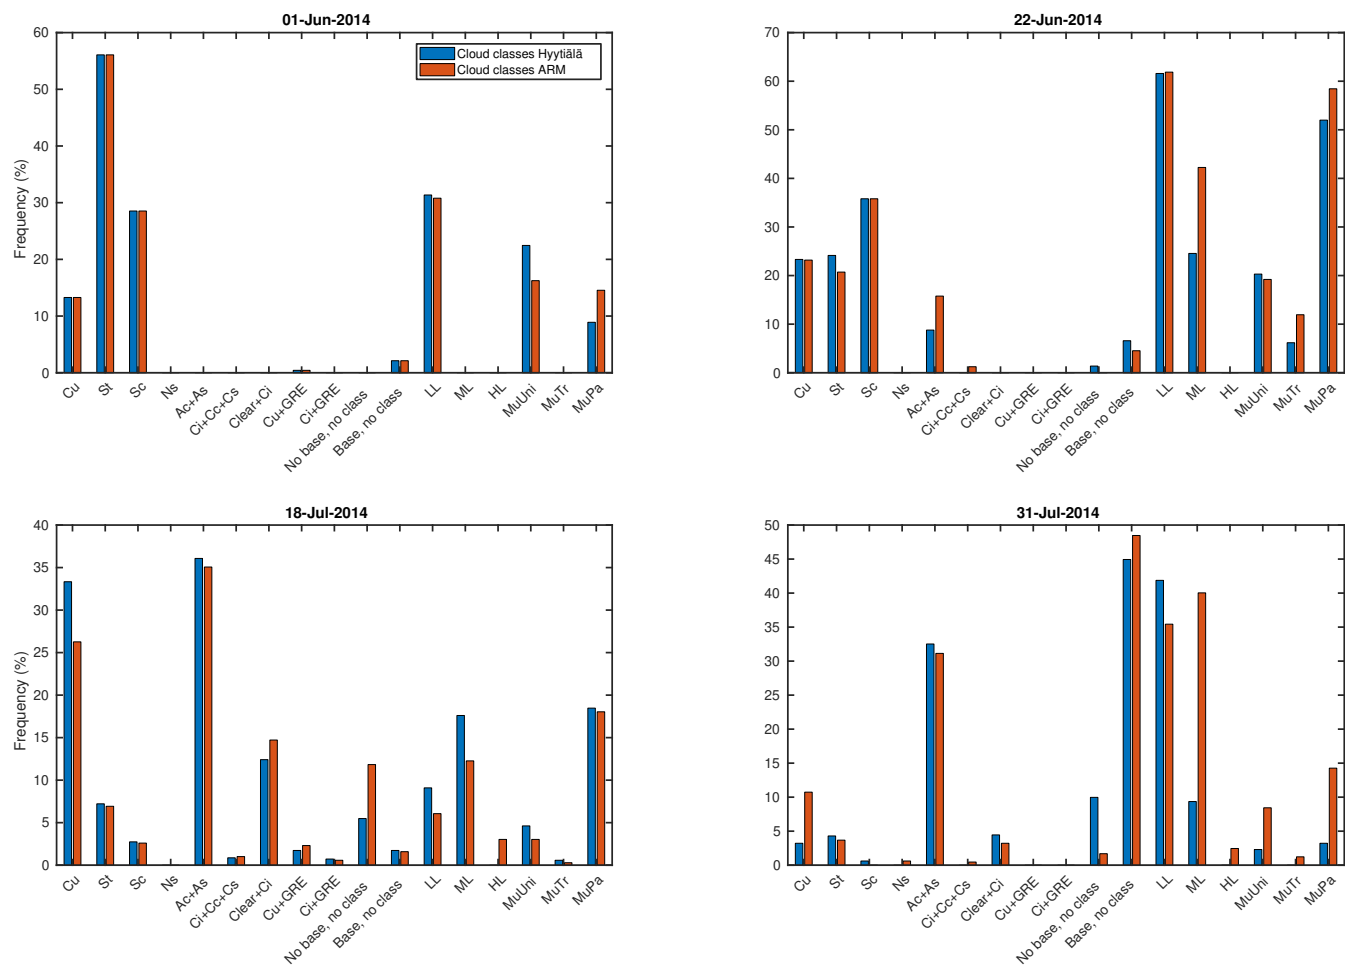 01-Jun-2014
60
50
40
30
20
10
0
Frequency (%)
Cloud classes Hyytiälä
Cloud classes ARM
Cu
St
Sc
Ns
Ac+As
Ci+Cc+Cs
Clear+Ci
Cu+GRE
Ci+GRE
No base, no class
Base, no class
LL
ML
HL
MuUni
MuTr
MuPa
22-Jun-2014
70
60
50
40
30
20
10
0
Cu
St
Sc
Ns
Ac+As
Ci+Cc+Cs
Clear+Ci
Cu+GRE
Ci+GRE
No base, no class
Base, no class
LL
ML
HL
MuUni
MuTr
MuPa
18-Jul-2014
40
35
30
25
20
15
10
5
0
Frequency (%)
Cu
St
Sc
Ns
Ac+As
Ci+Cc+Cs
Clear+Ci
Cu+GRE
Ci+GRE
No base, no class
Base, no class
LL
ML
HL
MuUni
MuTr
MuPa
31-Jul-2014
50
45
40
35
30
25
20
15
10
5
0
Cu
St
Sc
Ns
Ac+As
Ci+Cc+Cs
Clear+Ci
Cu+GRE
Ci+GRE
No base, no class
Base, no class
LL
ML
HL
MuUni
MuTr
MuPa